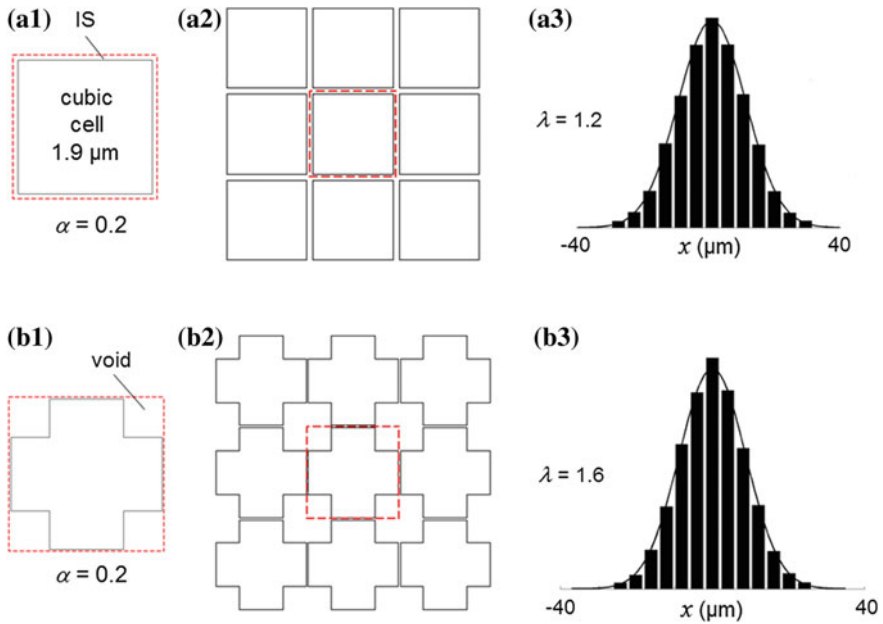 (a1)
IS
cubic
cell
1.9 μm
α = 0.2
(a2)
(a3)
λ = 1.2
-40
x (μm)
40
(b1)
void
α = 0.2
(b2)
(b3)
λ = 1.6
-40
x (μm)
40